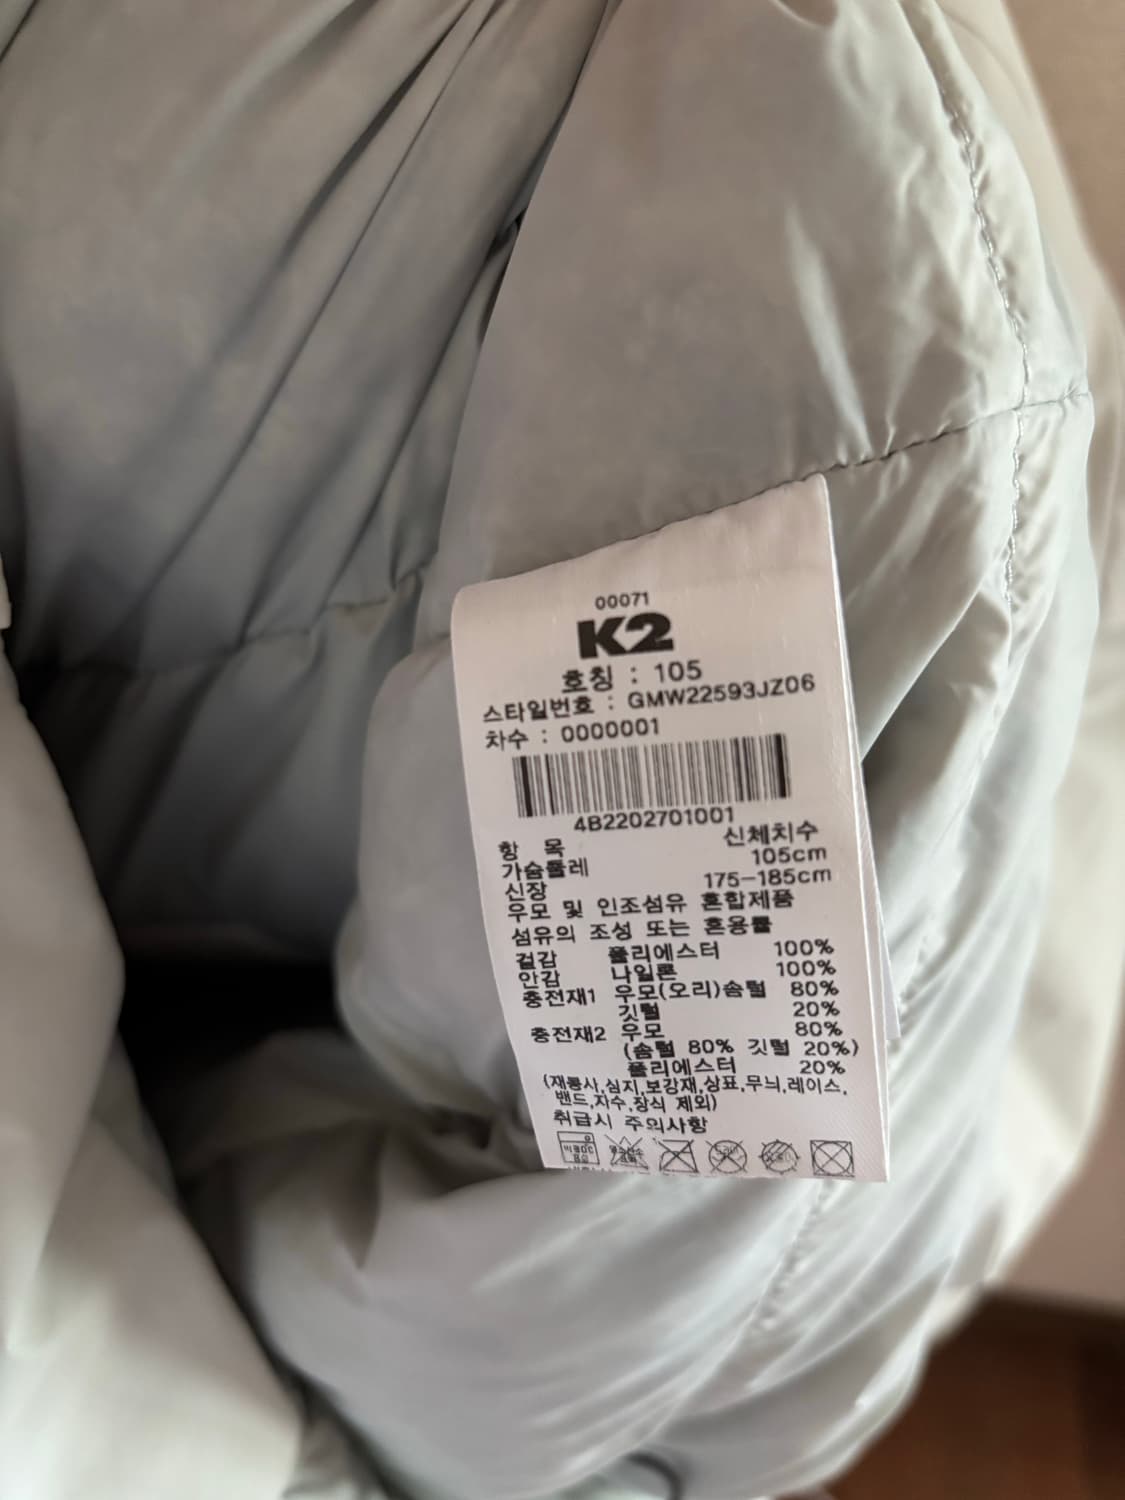 00071
K2
호칭 : 105
스타일번호 : GMW22593JZ06
차수 : 0000001
4B2202701001
항 목 신체치수
가슴둘레 105cm
신장 175-185cm
우모 및 인조섬유 혼합제품
섬유의 조성 또는 혼용률
겉감 폴리에스터 100%
안감 나일론 100%
충전재1 우모(오리)솜털 80%
깃털 20%
충전재2 우모 80%
(솜털 80% 깃털 20%)
폴리에스터 20%
(재봉사,심지,보강재,상표,무늬,레이스,
밴드,자수,장식 제외)
취급시 주의사항